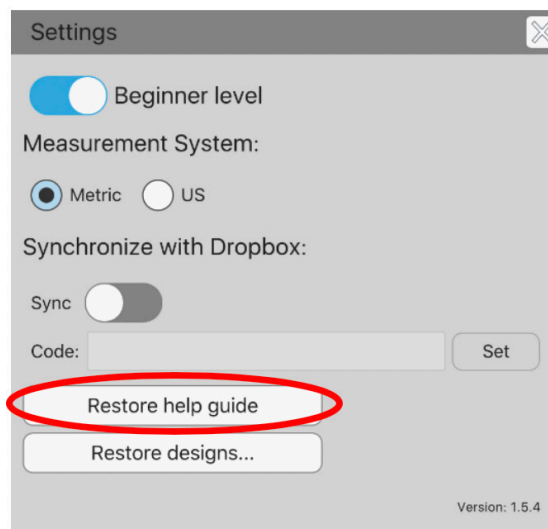 Settings
Beginner level
Measurement System:
Metric US
Synchronize with Dropbox:
Sync
Code: Set
Restore help guide
Restore designs...
Version: 1.5.4